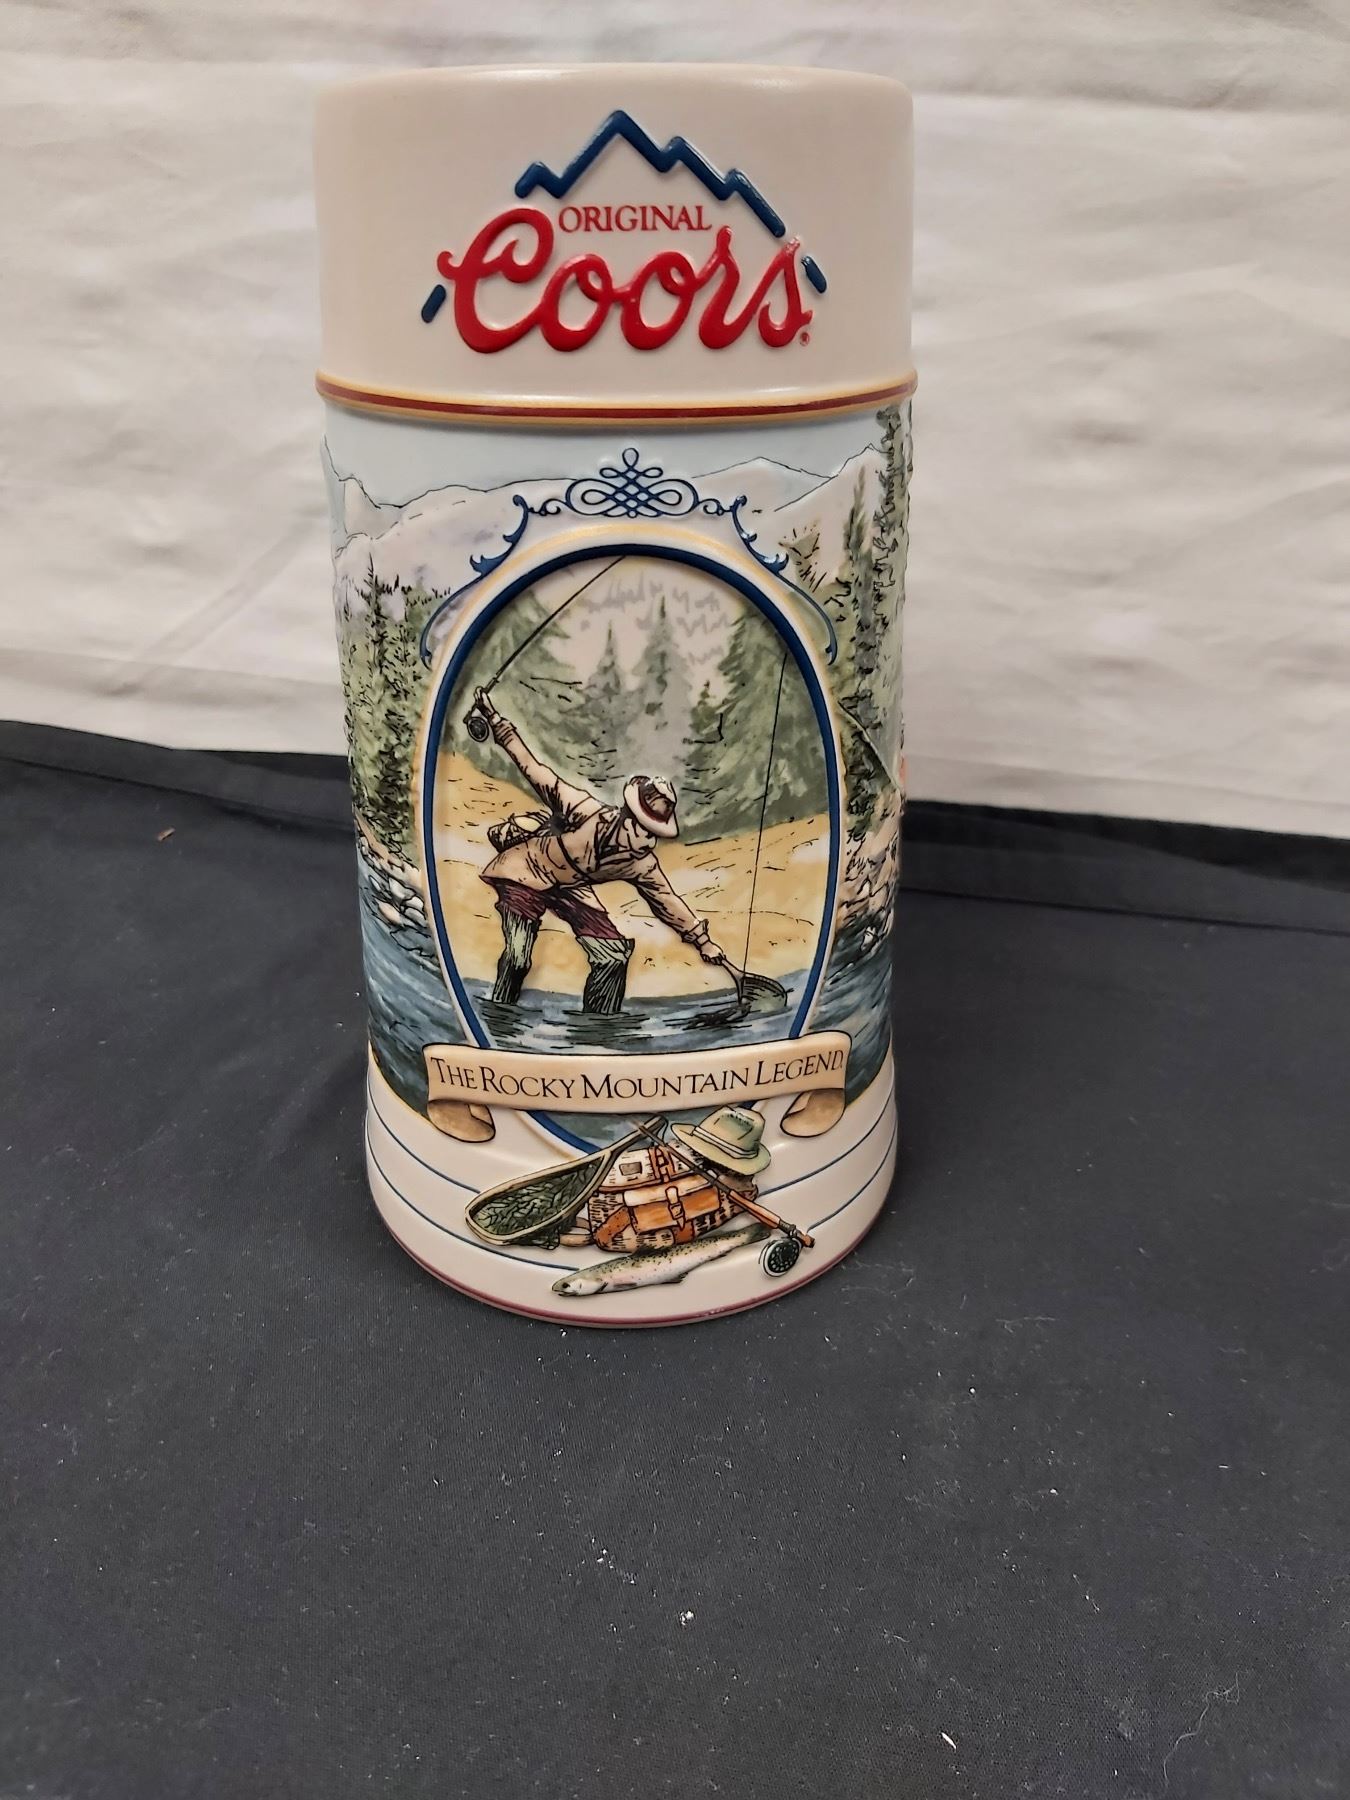 ORIGINAL
Coors®
THE ROCKY MOUNTAIN LEGEND.